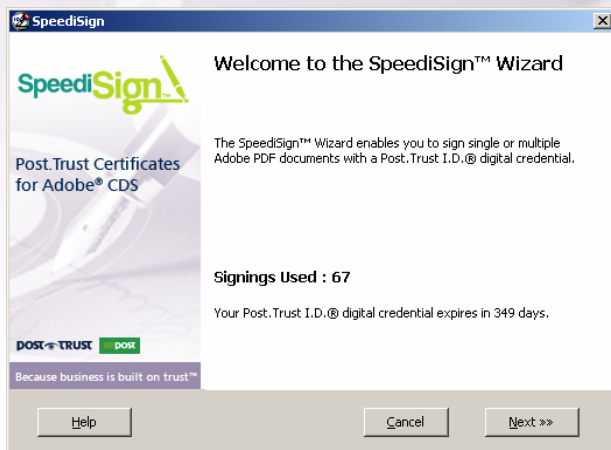 SpeediSign
SpeediSign™
Post.Trust Certificates
for Adobe® CDS
POST TRUST post
Because business is built on trust™
Welcome to the SpeediSign™ Wizard
The SpeediSign™ Wizard enables you to sign single or multiple
Adobe PDF documents with a Post.Trust I.D.® digital credential.
Signings Used : 67
Your Post.Trust I.D.® digital credential expires in 349 days.
Help
Cancel
Next >>